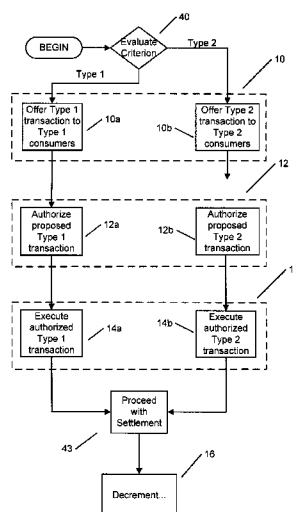 40
BEGIN
Evaluate
Criterion
Type 2
Type 1
10
Offer Type 1
transaction to
Type 1
consumers
10a
10b
Offer Type 2
transaction to
Type 2
consumers
12
Authorize
proposed
Type 1
transaction
12a
12b
Authorize
proposed
Type 2
transaction
1
Execute
authorized
Type 1
transaction
14a
14b
Execute
authorized
Type 2
transaction
Proceed
with
Settlement
43
16
Decrement...